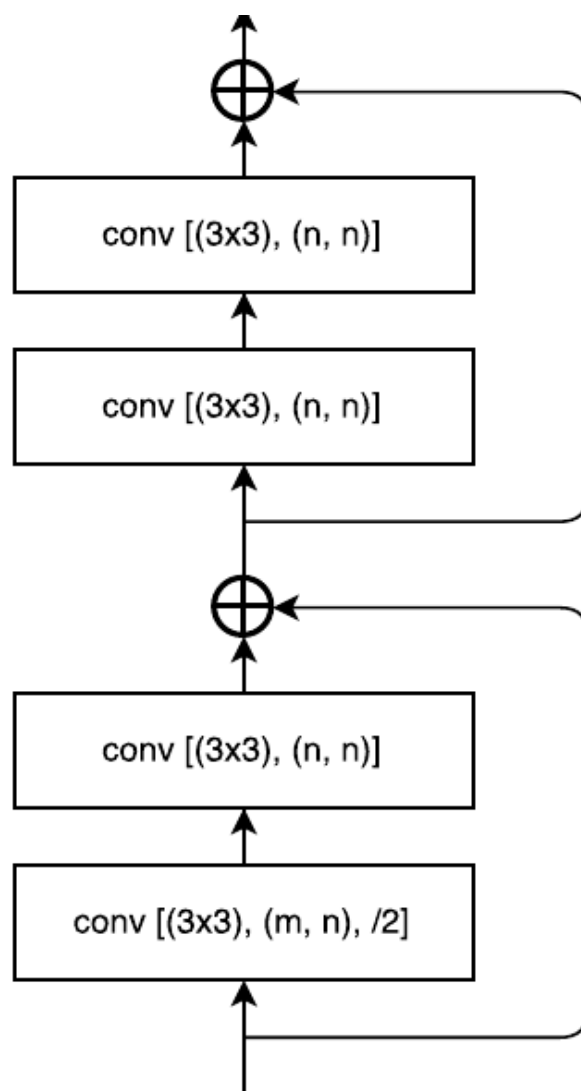 conv [(3x3), (n, n)]
conv [(3x3), (n, n)]
conv [(3x3), (n, n)]
conv [(3x3), (m, n), /2]